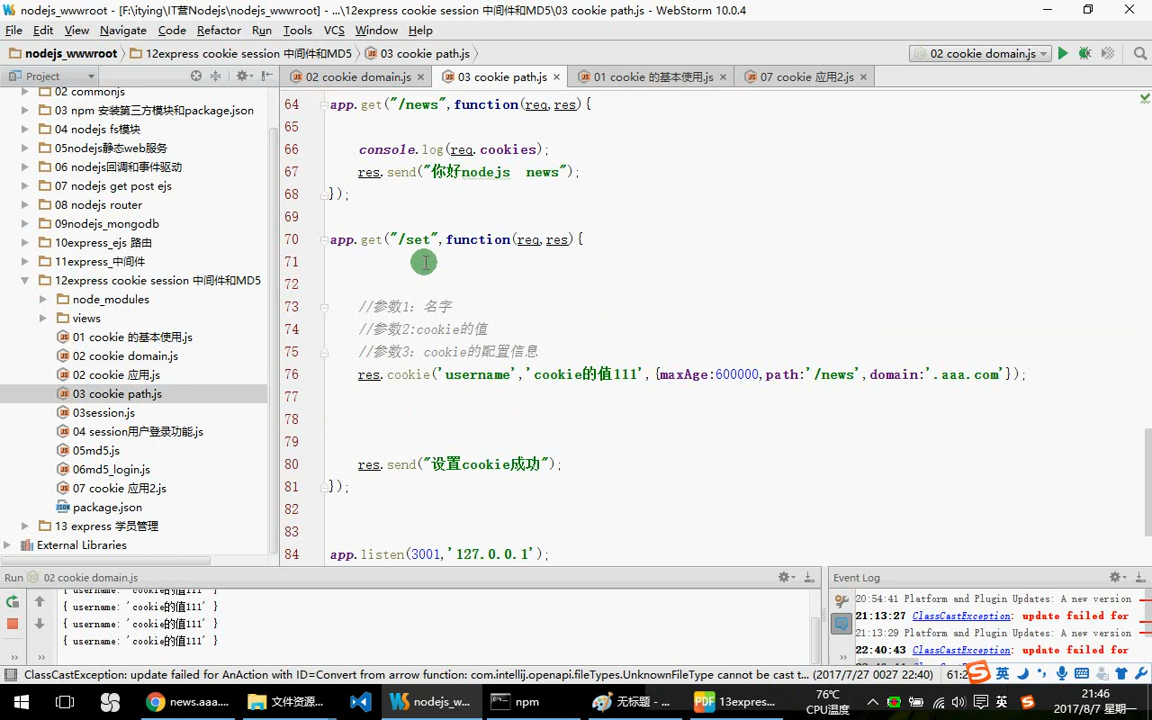 nodejs_wwwroot - [F:\itying\IT营Nodejs\nodejs_wwwroot] - ...\12express cookie session 中间件和MD5\03 cookie path.js - WebStorm 10.0.4
File Edit View Navigate Code Refactor Run Tools VCS Window Help
nodejs_wwwroot 12express cookie session 中间件和MD5 03 cookie path.js 02 cookie domain.js
Project
02 cookie domain.js 03 cookie path.js 01 cookie 的基本使用.js 07 cookie 应用2.js
02 commonjs
03 npm 安装第三方模块和package.json
04 nodejs fs模块
05nodejs静态web服务
06 nodejs回调和事件驱动
07 nodejs get post ejs
08 nodejs router
09nodejs_mongodb
10express_ejs 路由
11express_中间件
12express cookie session 中间件和MD5
node_modules
views
01 cookie 的基本使用.js
02 cookie domain.js
02 cookie 应用.js
03 cookie path.js
03session.js
04 session用户登录功能.js
05md5.js
06md5_login.js
07 cookie 应用2.js
package.json
13 express 学员管理
External Libraries
64 app.get("/news",function(req,res){
65
66 console.log(req.cookies);
67 res.send("你好nodejs  news");
68 });
69
70 app.get("/set",function(req,res){
71
72
73 //参数1: 名字
74 //参数2:cookie的值
75 //参数3: cookie的配置信息
76 res.cookie('username','cookie的值111',{maxAge:600000,path:'/news',domain:'.aaa.com'});
77
78
79
80 res.send("设置cookie成功");
81 });
82
83
84 app.listen(3001,'127.0.0.1');
Run 02 cookie domain.js
{ username: 'cookie的值111' }
{ username: 'cookie的值111' }
{ username: 'cookie的值111' }
{ username: 'cookie的值111' }
Event Log
20:54:41 Platform and Plugin Updates: A new version
21:13:27 ClassCastException: update failed for
21:13:29 Platform and Plugin Updates: A new version
22:40:43 ClassCastException: update failed for
ClassCastException: update failed for AnAction with ID=Convert from arrow function: com.intellij.openapi.fileTypes.UnknownFileType cannot be cast t... (2017/7/27 0027 22:40)
英
news.aaa....
文件资源...
nodejs_w...
npm
无标题 - ...
13expres...
76℃
CPU温度
英
21:46
2017/8/7 星期一